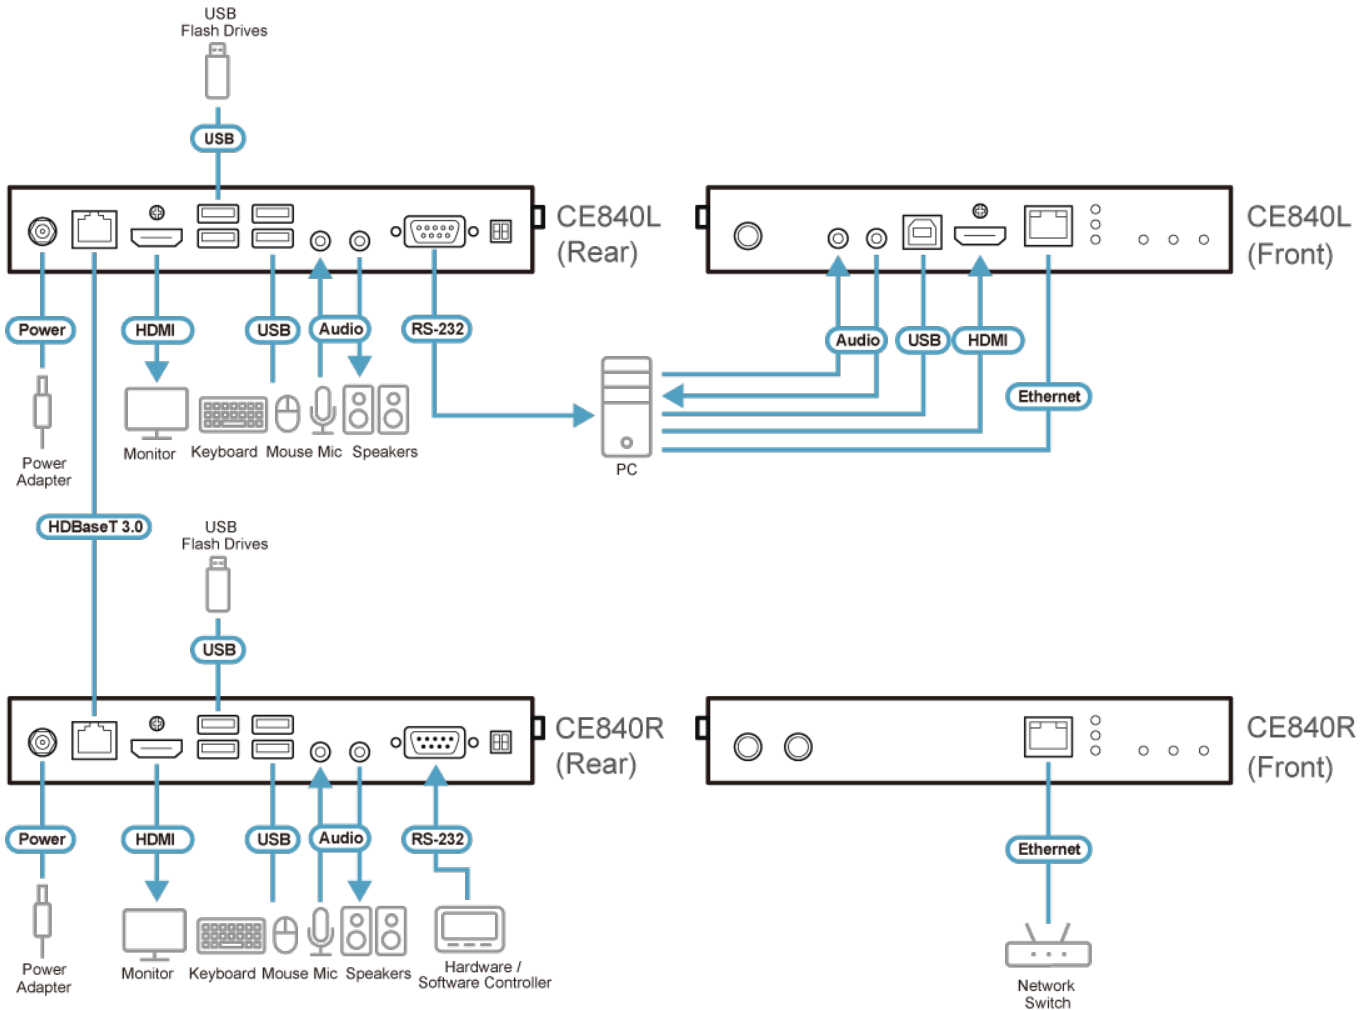 USB
Flash Drives
USB
CE840L
(Rear)
CE840L
(Front)
Power
HDMI
USB
Audio
RS-232
Audio
USB
HDMI
Ethernet
Power
Adapter
Monitor
Keyboard
Mouse
Mic
Speakers
PC
HDBaseT 3.0
USB
Flash Drives
USB
CE840R
(Rear)
CE840R
(Front)
Power
HDMI
USB
Audio
RS-232
Ethernet
Power
Adapter
Monitor
Keyboard
Mouse
Mic
Speakers
Hardware /
Software Controller
Network
Switch